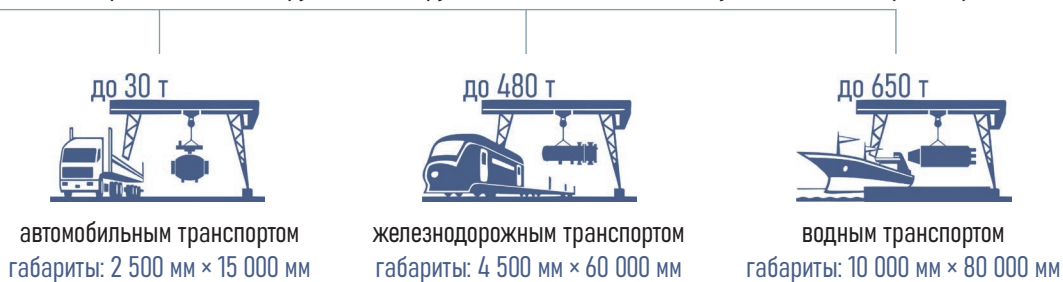 до 30 т
до 480 т
до 650 т
автомобильным транспортом
железнодорожным транспортом
водным транспортом
габариты: 2 500 мм × 15 000 мм
габариты: 4 500 мм × 60 000 мм
габариты: 10 000 мм × 80 000 мм